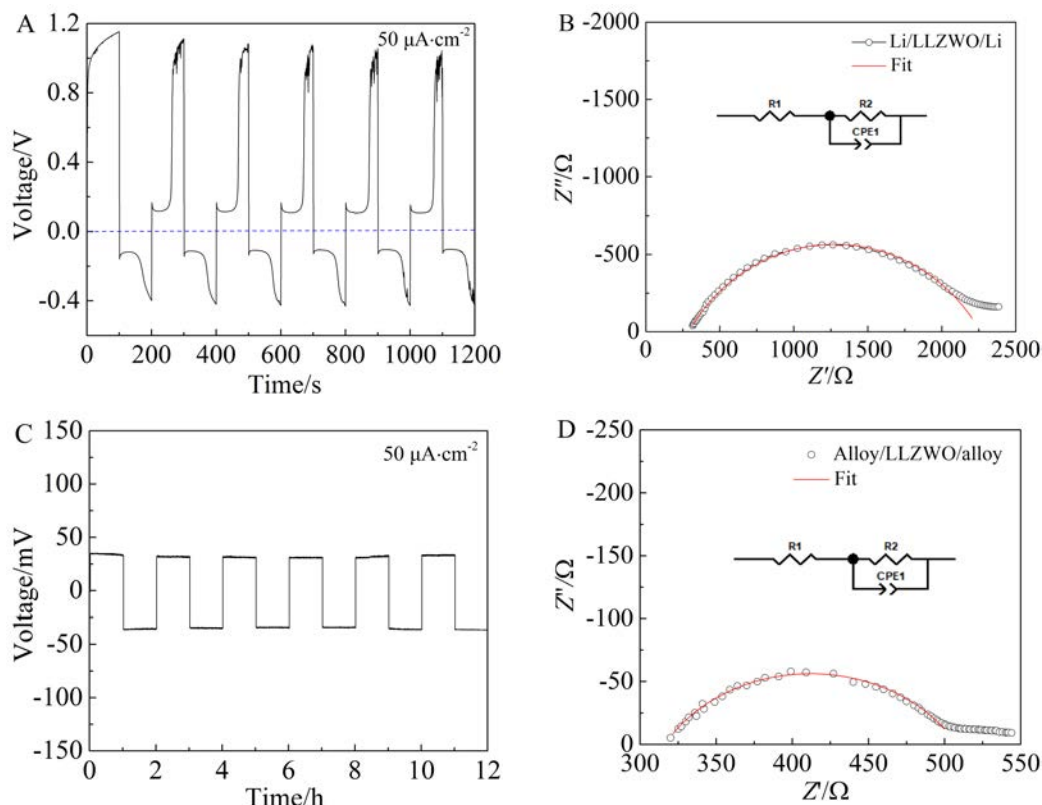 A
50 μA·cm-2
Voltage/V
1.2
0.8
0.4
0.0
-0.4
0 200 400 600 800 1000 1200
Time/s
B
Li/LLZWO/Li
Fit
R1 R2
CPE1
Z''/Ω
-2000
-1500
-1000
-500
0
0 500 1000 1500 2000 2500
Z'/Ω
C
50 μA·cm-2
Voltage/mV
150
100
50
0
-50
-100
-150
0 2 4 6 8 10 12
Time/h
D
Alloy/LLZWO/alloy
Fit
R1 R2
CPE1
Z''/Ω
-250
-200
-150
-100
-50
0
300 350 400 450 500 550
Z'/Ω